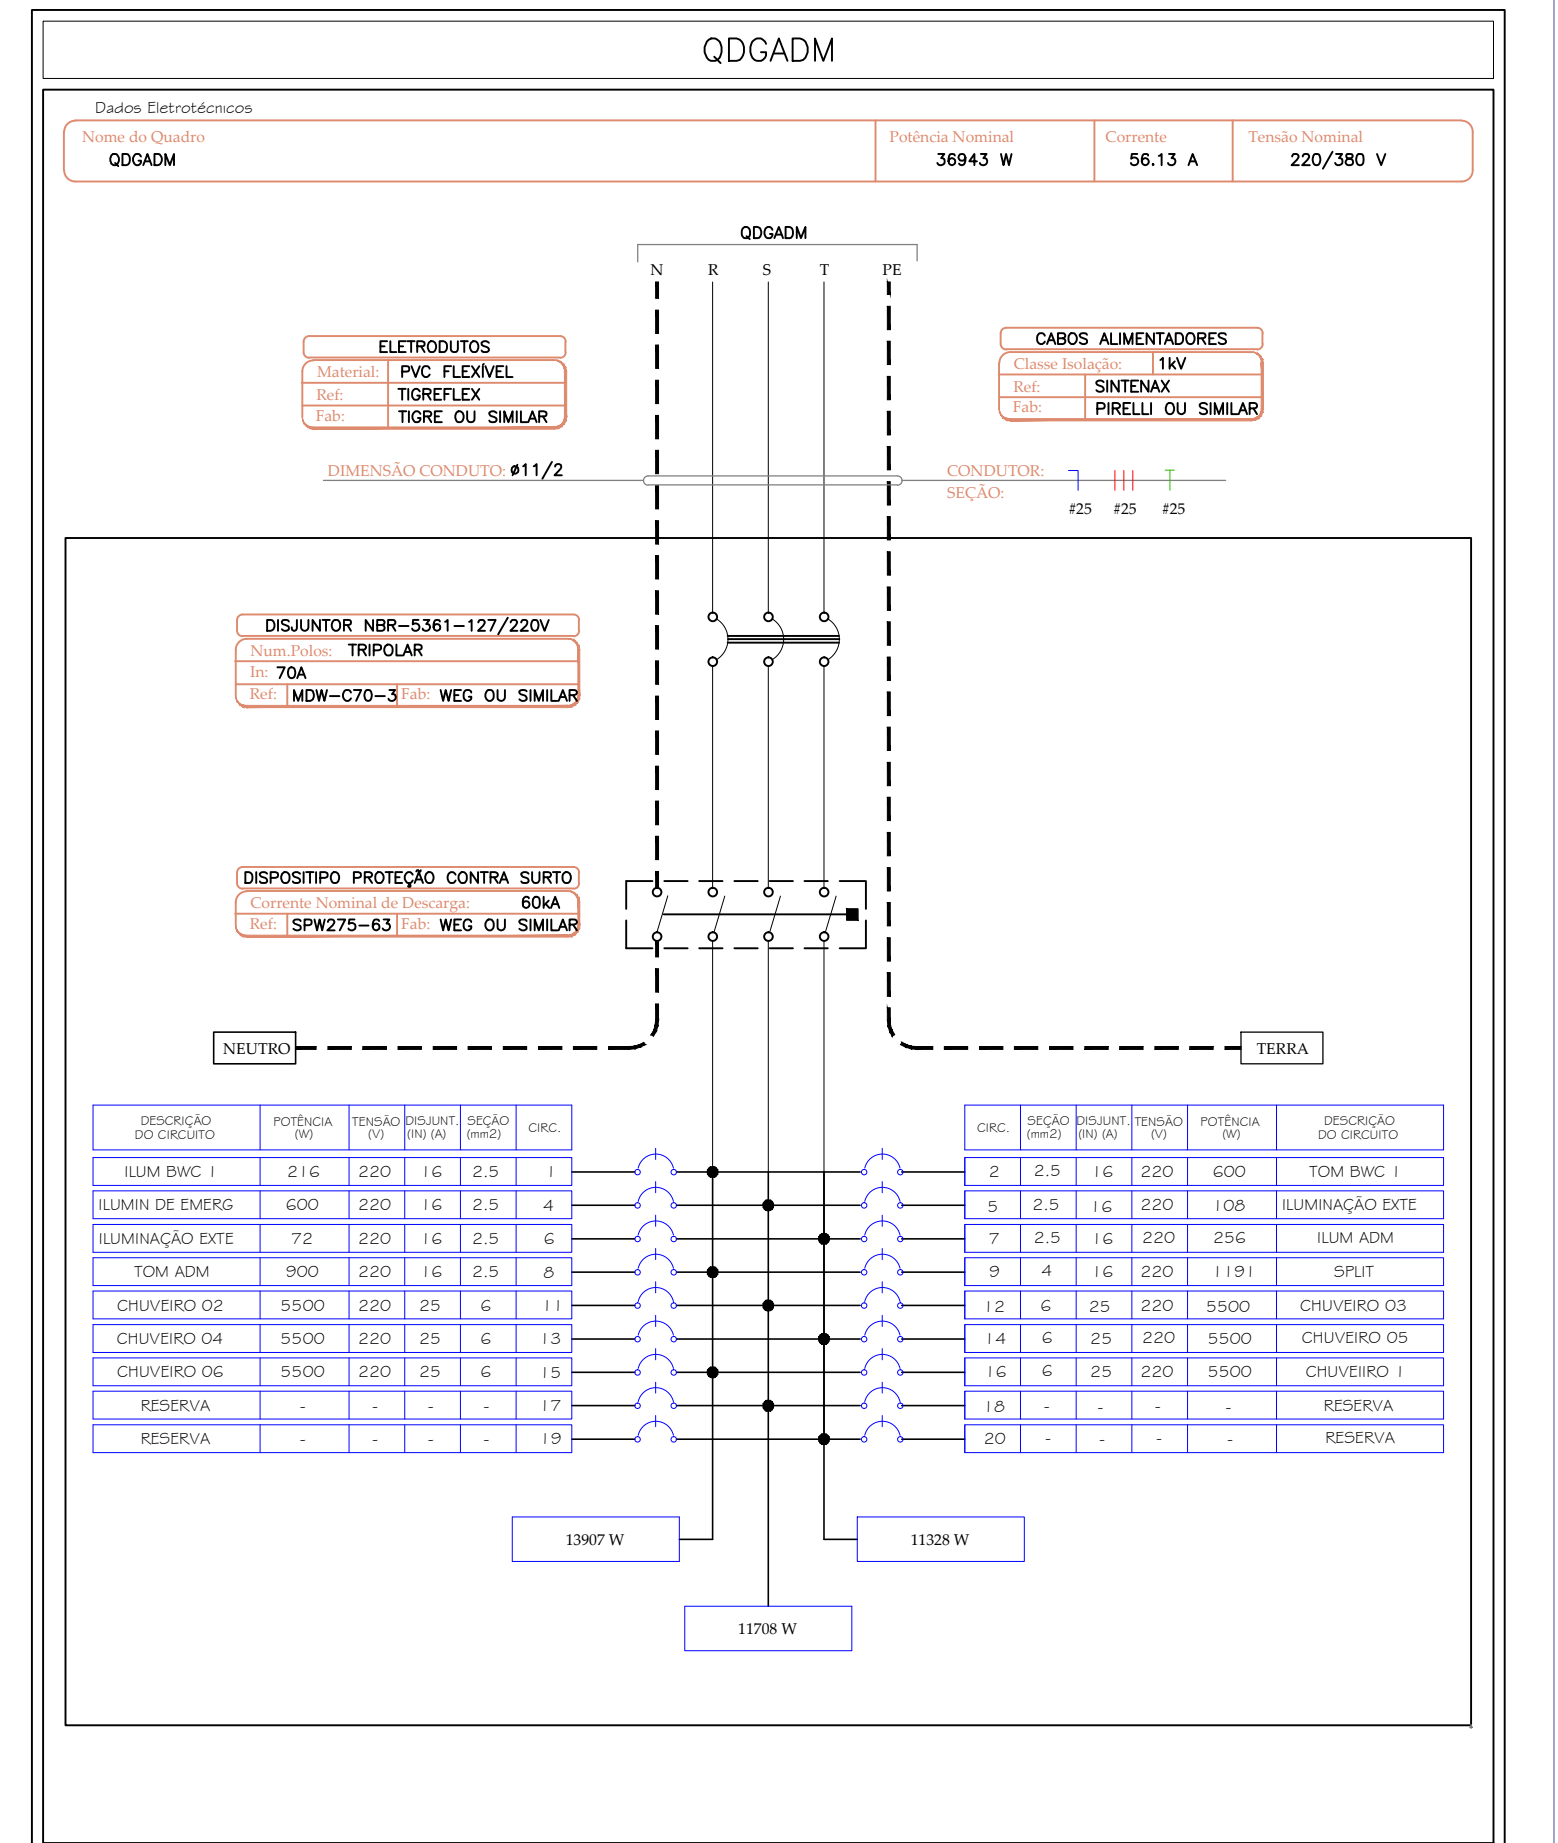 QDGADM
Dados Eletrotécnicos
Nome do Quadro Potência Nominal Corrente Tensão Nominal
QDGADM 36943 W 56.13 A 220/380 V
QDGADM
N R S T PE
ELETRODUTOS
Material: PVC FLEXÍVEL
Ref: TIGREFLEX
Fab: TIGRE OU SIMILAR
CABOS ALIMENTADORES
Classe Isolação: 1kV
Ref: SINTENAX
Fab: PIRELLI OU SIMILAR
DIMENSÃO CONDUTO: ø11/2
CONDUTOR:
SEÇÃO:
#25 #25 #25
DISJUNTOR NBR-5361-127/220V
Num.Polos: TRIPOLAR
In: 70A
Ref: MDW-C70-3 Fab: WEG OU SIMILAR
DISPOSITIPO PROTEÇÃO CONTRA SURTO
Corrente Nominal de Descarga: 60kA
Ref: SPW275-63 Fab: WEG OU SIMILAR
NEUTRO
TERRA
DESCRIÇÃO DO CIRCUITO POTÊNCIA (W) TENSÃO (V) DISJUNT. (IN) (A) SEÇÃO (mm2) CIRC.
CIRC. SEÇÃO (mm2) DISJUNT. (IN) (A) TENSÃO (V) POTÊNCIA (W) DESCRIÇÃO DO CIRCUITO
ILUM BWC 1 216 220 16 2.5 1 2 2.5 16 220 600 TOM BWC 1
ILUMIN DE EMERG 600 220 16 2.5 4 5 2.5 16 220 108 ILUMINAÇÃO EXTE
ILUMINAÇÃO EXTE 72 220 16 2.5 6 7 2.5 16 220 256 ILUM ADM
TOM ADM 900 220 16 2.5 8 9 4 16 220 1191 SPLIT
CHUVEIRO 02 5500 220 25 6 11 12 6 25 220 5500 CHUVEIRO 03
CHUVEIRO 04 5500 220 25 6 13 14 6 25 220 5500 CHUVEIRO 05
CHUVEIRO 06 5500 220 25 6 15 16 6 25 220 5500 CHUVEIIRO 1
RESERVA - - - - 17 18 - - - - RESERVA
RESERVA - - - - 19 20 - - - - RESERVA
13907 W 11328 W
11708 W